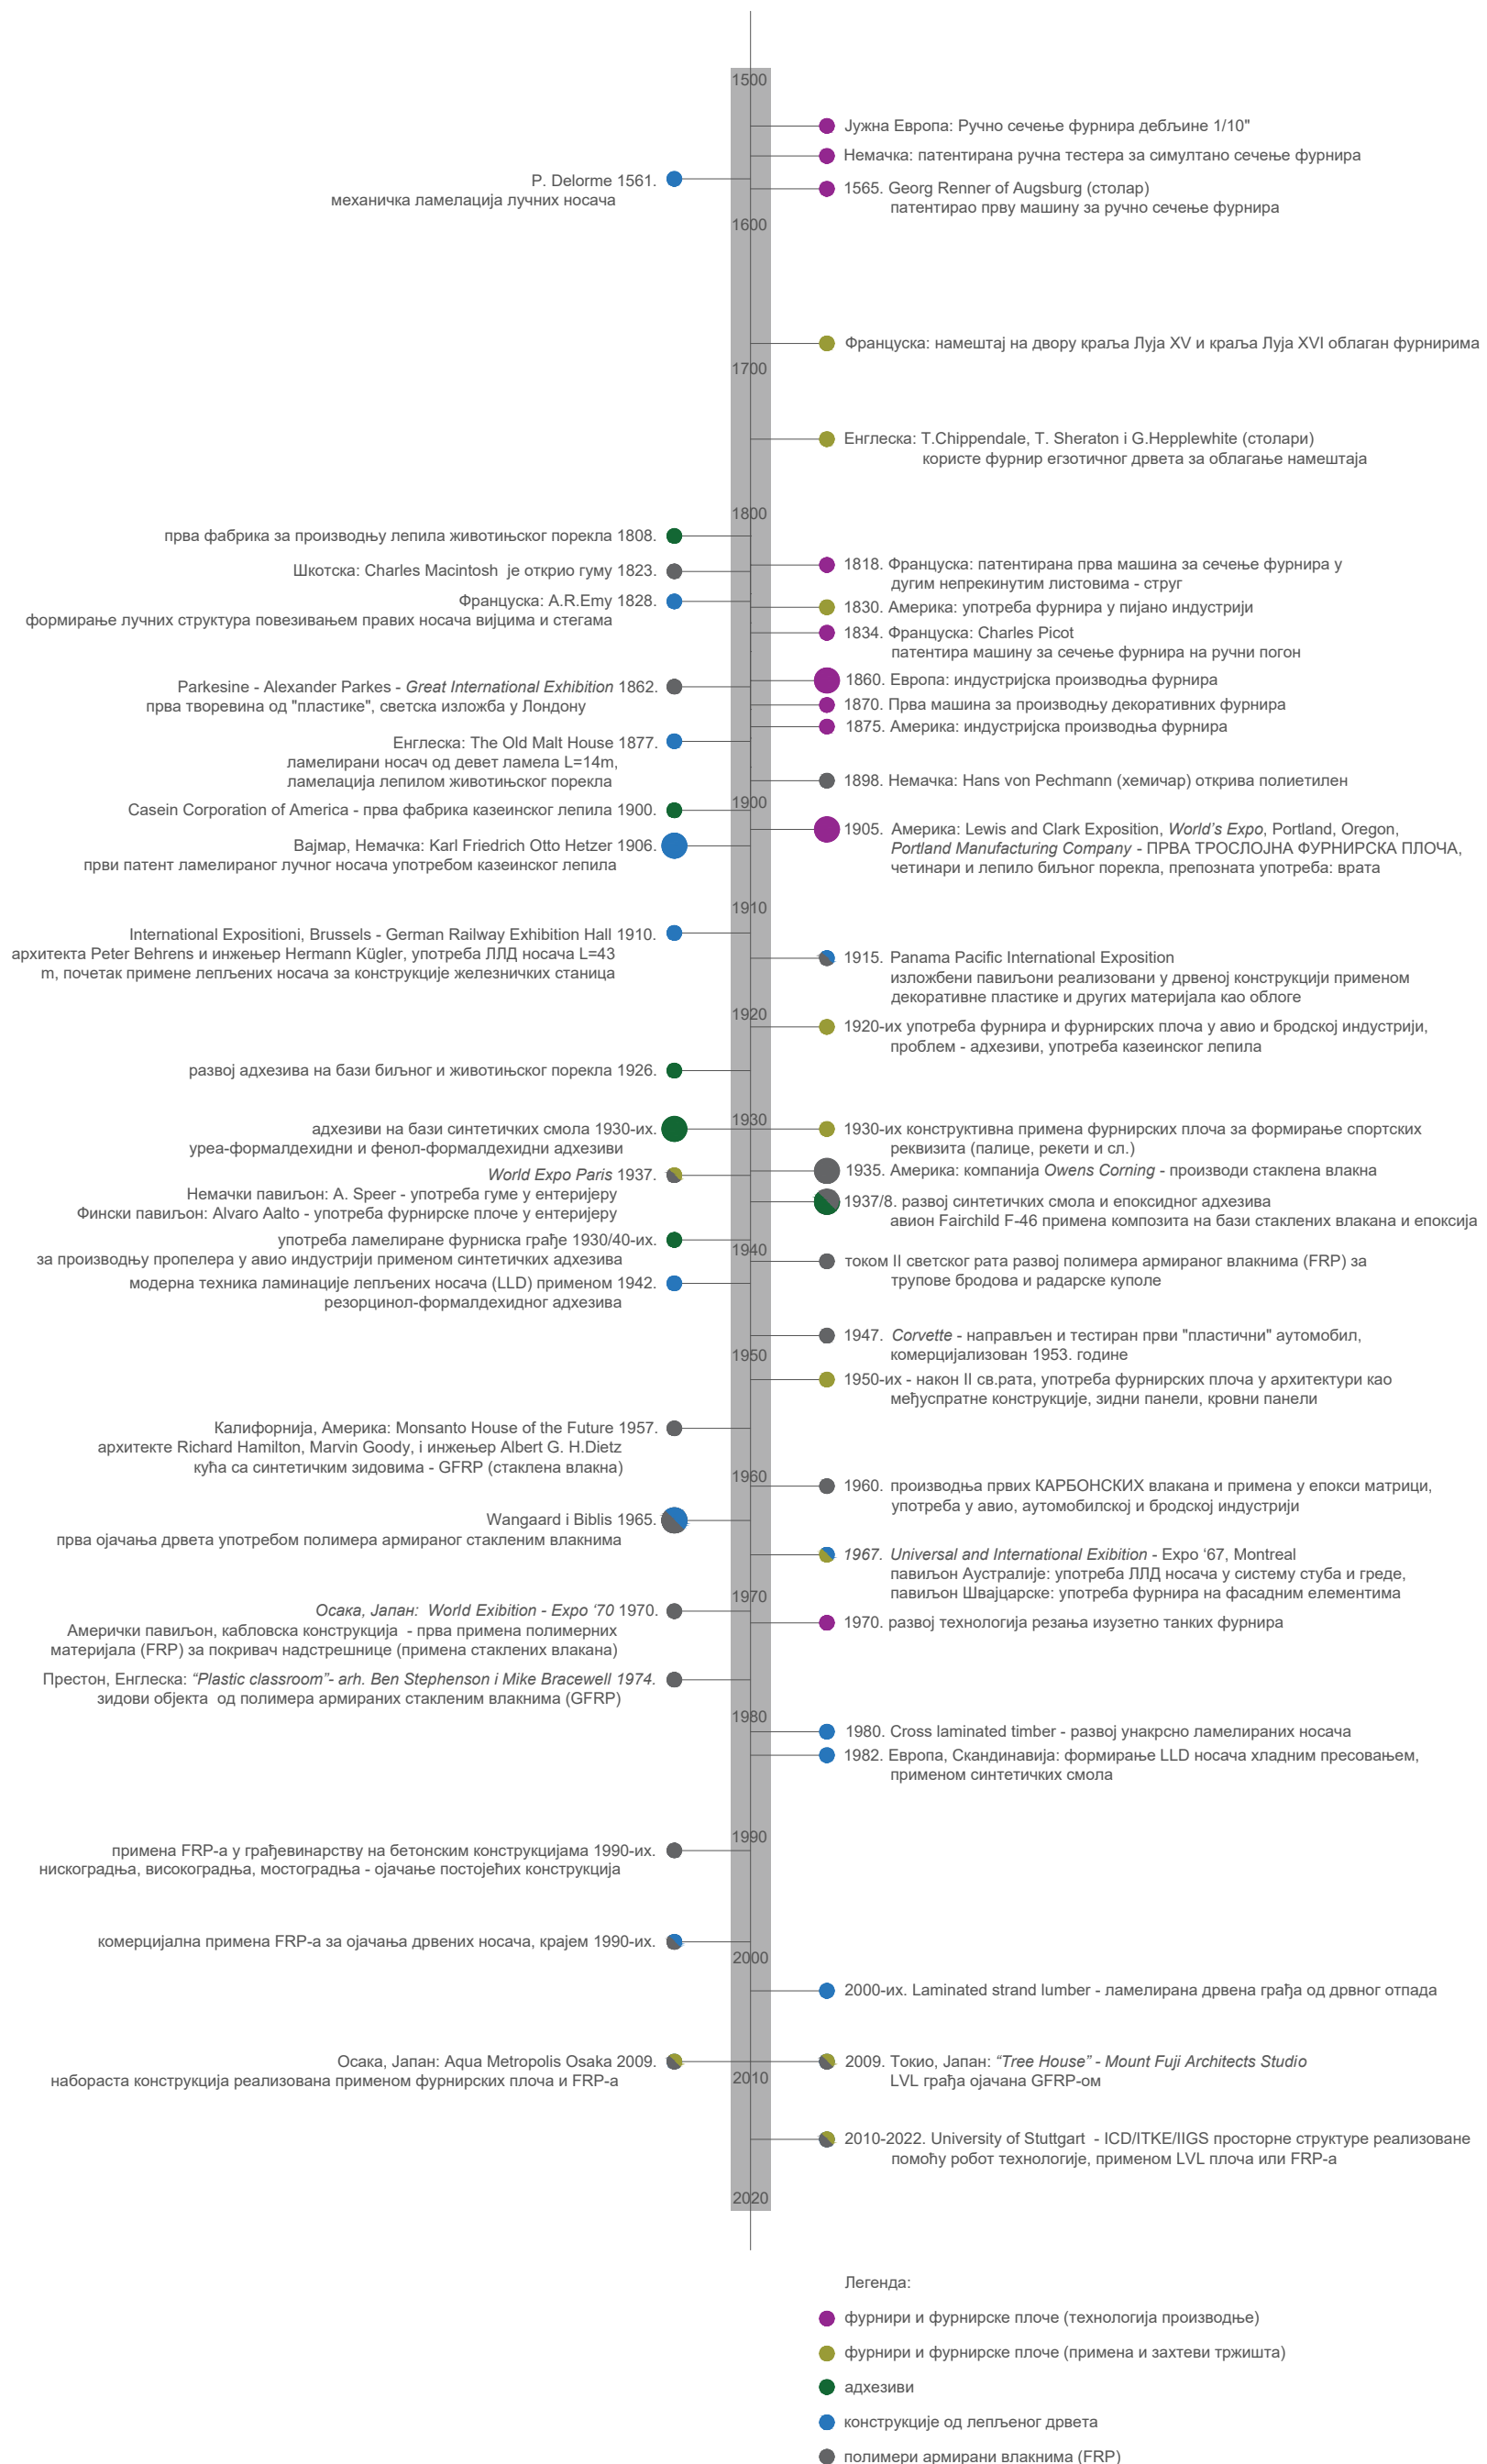 1500
Јужна Европа: Ручно сечење фурнира дебљине 1/10"
Немачка: патентирана ручна тестера за симултано сечење фурнира
P. Delorme 1561.
механичка ламелација лучних носача
1565. Georg Renner of Augsburg (столар)
патентирао прву машину за ручно сечење фурнира
1600
Француска: намештај на двору краља Луја XV и краља Луја XVI облаган фурнирима
1700
Енглеска: T.Chippendale, T. Sheraton i G.Hepplewhite (столари)
користе фурнир егзотичног дрвета за облагање намештаја
1800
прва фабрика за производњу лепила животињског порекла 1808.
1818. Француска: патентирана прва машина за сечење фурнира у
дугим непрекинутим листовима - струг
Шкотска: Charles Macintosh  је открио гуму 1823.
Француска: A.R.Emy 1828.
формирање лучних структура повезивањем правих носача вијцима и стегама
1830. Америка: употреба фурнира у пијано индустрији
1834. Француска: Charles Picot
патентира машину за сечење фурнира на ручни погон
1860. Европа: индустријска производња фурнира
Parkesine - Alexander Parkes - Great International Exhibition 1862.
прва творевина од "пластике", светска изложба у Лондону
1870. Прва машина за производњу декоративних фурнира
1875. Америка: индустријска производња фурнира
Енглеска: The Old Malt House 1877.
ламелирани носач од девет ламела L=14m,
ламелација лепилом животињског порекла
1898. Немачка: Hans von Pechmann (хемичар) открива полиетилен
1900
Casein Corporation of America - прва фабрика казеинског лепила 1900.
1905. Америка: Lewis and Clark Exposition, World's Expo, Portland, Oregon,
Portland Manufacturing Company - ПРВА ТРОСЛОЈНА ФУРНИРСКА ПЛОЧА,
четинари и лепило биљног порекла, препозната употреба: врата
Вајмар, Немачка: Karl Friedrich Otto Hetzer 1906.
први патент ламелираног лучног носача употребом казеинског лепила
1910
International Expositioni, Brussels - German Railway Exhibition Hall 1910.
архитекта Peter Behrens и инжењер Hermann Kügler, употреба ЛЛД носача L=43
m, почетак примене лепљених носача за конструкције железничких станица
1915. Panama Pacific International Exposition
изложбени павиљони реализовани у дрвеној конструкцији применом
декоративне пластике и других материјала као облоге
1920
1920-их употреба фурнира и фурнирских плоча у авио и бродској индустрији,
проблем - адхезиви, употреба казеинског лепила
развој адхезива на бази биљног и животињског порекла 1926.
1930
адхезиви на бази синтетичких смола 1930-их.
уреа-формалдехидни и фенол-формалдехидни адхезиви
1930-их конструктивна примена фурнирских плоча за формирање спортских
реквизита (палице, рекети и сл.)
1935. Америка: компанија Owens Corning - производи стаклена влакна
World Expo Paris 1937.
Немачки павиљон: A. Speer - употреба гуме у ентеријеру
Фински павиљон: Alvaro Aalto - употреба фурнирске плоче у ентеријеру
1937/8. развој синтетичких смола и епоксидног адхезива
авион Fairchild F-46 примена композита на бази стаклених влакана и епоксија
употреба ламелиране фурниска грађе 1930/40-их.
за производњу пропелера у авио индустрији применом синтетичких адхезива
1940
током II светског рата развој полимера армираног влакнима (FRP) за
трупове бродова и радарске куполе
модерна техника ламинације лепљених носача (LLD) применом 1942.
резорцинол-формалдехидног адхезива
1947.  Corvette - направљен и тестиран први "пластични" аутомобил,
комерцијализован 1953. године
1950
1950-их - након II св.рата, употреба фурнирских плоча у архитектури као
међуспратне конструкције, зидни панели, кровни панели
Калифорнија, Америка: Monsanto House of the Future 1957.
архитекте Richard Hamilton, Marvin Goody, i инжењер Albert G. H.Dietz
кућа са синтетичким зидовима - GFRP (стаклена влакна)
1960
1960. производња првих КАРБОНСКИХ влакана и примена у епокси матрици,
употреба у авио, аутомобилској и бродској индустрији
Wangaard i Biblis 1965.
прва ојачања дрвета употребом полимера армираног стакленим влакнима
1967. Universal and International Exibition - Expo '67, Montreal
павиљон Аустралије: употреба ЛЛД носача у систему стуба и греде,
павиљон Швајцарске: употреба фурнира на фасадним елементима
1970
Осака, Јапан:  World Exibition - Expo '70 1970.
Амерички павиљон, кабловска конструкција  - прва примена полимерних
материјала (FRP) за покривач надстрешнице (примена стаклених влакана)
1970. развој технологија резања изузетно танких фурнира
Престон, Енглеска: “Plastic classroom”- arh. Ben Stephenson i Mike Bracewell 1974.
зидови објекта  од полимера армираних стакленим влакнима (GFRP)
1980
1980. Cross laminated timber - развој унакрсно ламелираних носача
1982. Европа, Скандинавија: формирање LLD носача хладним пресовањем,
применом синтетичких смола
1990
примена FRP-а у грађевинарству на бетонским конструкцијама 1990-их.
нискоградња, високоградња, мостоградња - ојачање постојећих конструкција
комерцијална примена FRP-а за ојачања дрвених носача, крајем 1990-их.
2000
2000-их. Laminated strand lumber - ламелирана дрвена грађа од дрвног отпада
Осака, Јапан: Aqua Metropolis Osaka 2009.
набораста конструкција реализована применом фурнирских плоча и FRP-а
2009. Токио, Јапан: “Tree House” - Mount Fuji Architects Studio
LVL грађа ојачана GFRP-ом
2010
2010-2022. University of Stuttgart  - ICD/ITKE/IIGS просторне структуре реализоване
помоћу робот технологије, применом LVL плоча или FRP-а
2020
Легенда:
фурнири и фурнирске плоче (технологија производње)
фурнири и фурнирске плоче (примена и захтеви тржишта)
адхезиви
конструкције од лепљеног дрвета
полимери армирани влакнима (FRP)